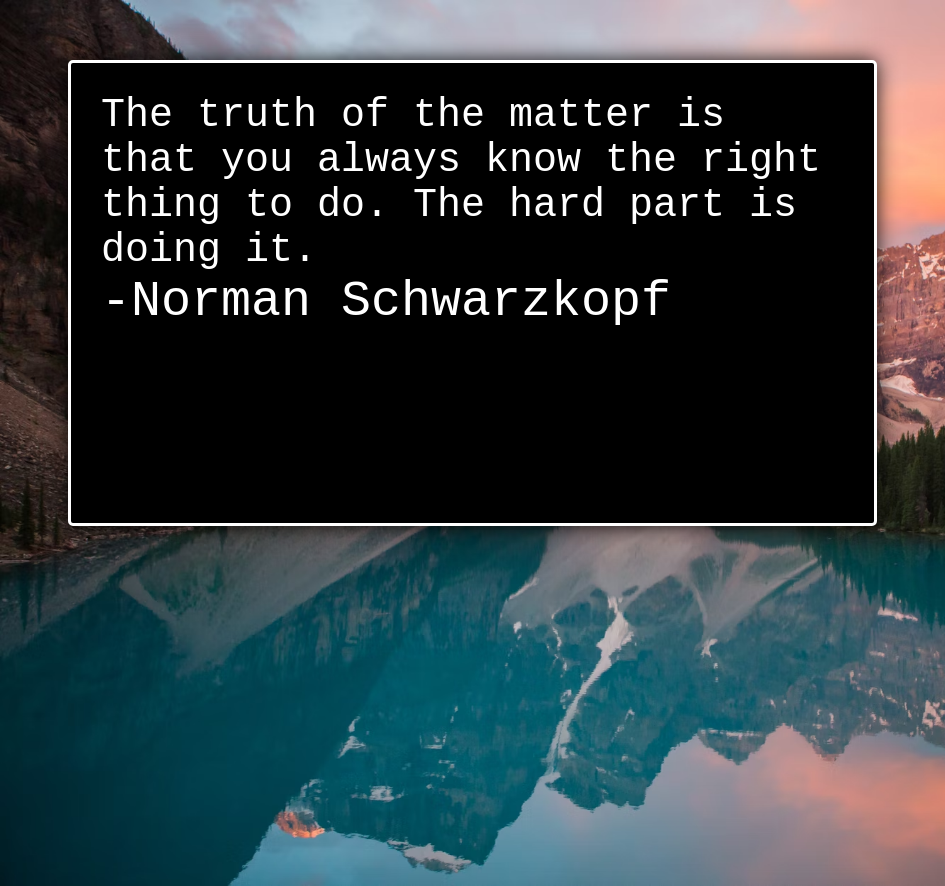 The truth of the matter is
that you always know the right
thing to do. The hard part is
doing it.
-Norman Schwarzkopf